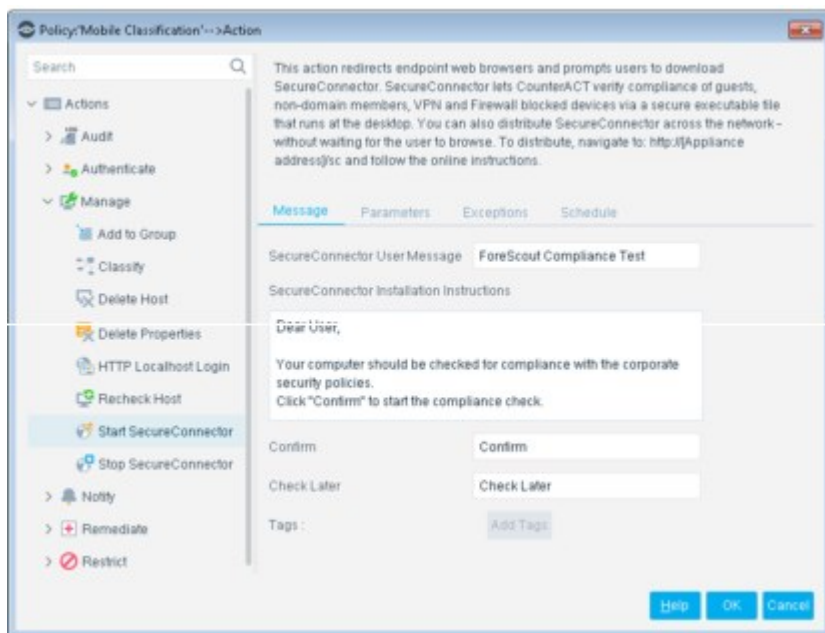 Policy:'Mobile Classification'-->Action
Search
Actions
Audit
Authenticate
Manage
Add to Group
Classify
Delete Host
Delete Properties
HTTP Localhost Login
Recheck Host
Start SecureConnector
Stop SecureConnector
Notify
Remediate
Restrict
This action redirects endpoint web browsers and prompts users to download
SecureConnector. SecureConnector lets CounterACT verify compliance of guests,
non-domain members, VPN and Firewall blocked devices via a secure executable file
that runs at the desktop. You can also distribute SecureConnector across the network -
without waiting for the user to browse. To distribute, navigate to: http://[Appliance
address]/sc and follow the online instructions.
Message Parameters Exceptions Schedule
SecureConnector User Message ForeScout Compliance Test
SecureConnector Installation Instructions
Dear User,
Your computer should be checked for compliance with the corporate
security policies.
Click "Confirm" to start the compliance check.
Confirm Confirm
Check Later Check Later
Tags : Add Tags
Help OK Cancel